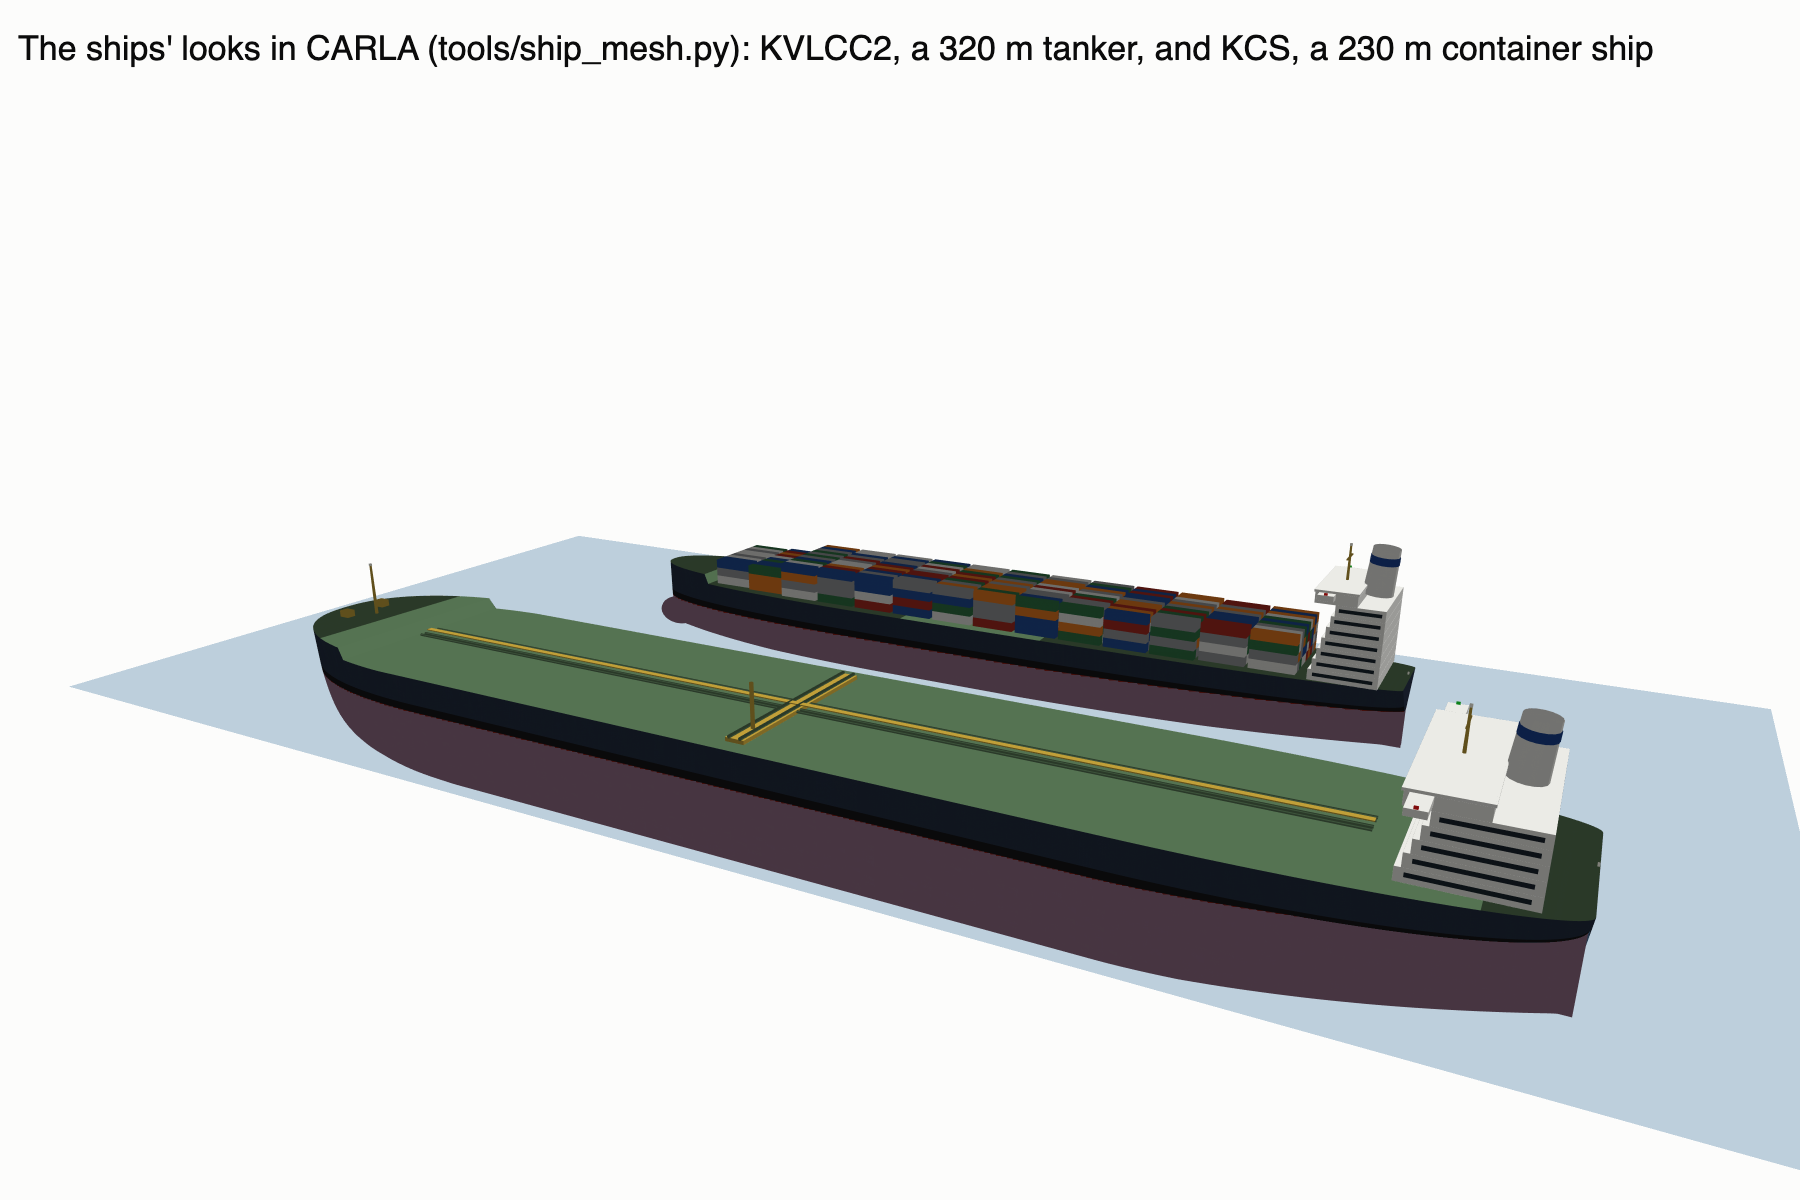 The ships' looks in CARLA (tools/ship_mesh.py): KVLCC2, a 320 m tanker, and KCS, a 230 m container ship